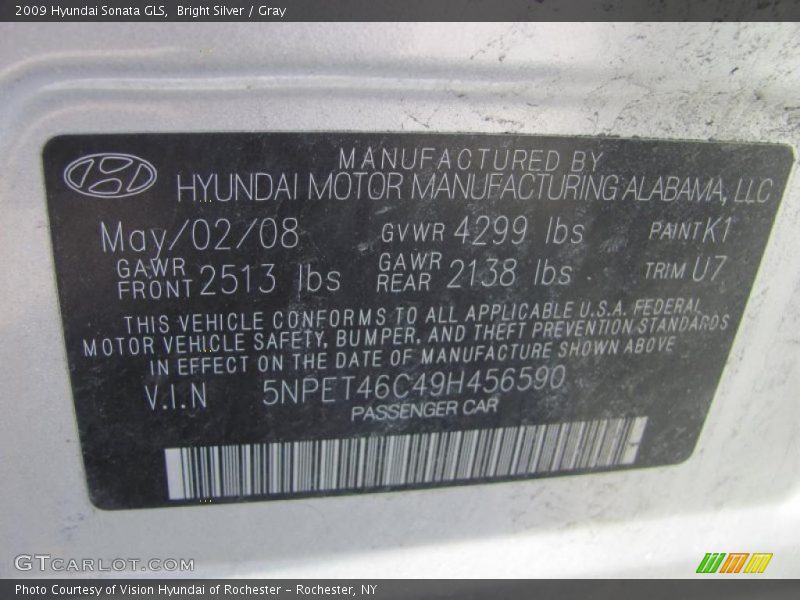 2009 Hyundai Sonata GLS, Bright Silver / Gray
MANUFACTURED BY
HYUNDAI MOTOR MANUFACTURING ALABAMA, LLC
May/02/08 GVWR 4299 lbs PAINT K1
GAWR FRONT 2513 lbs GAWR REAR 2138 lbs TRIM U7
THIS VEHICLE CONFORMS TO ALL APPLICABLE U.S.A. FEDERAL
MOTOR VEHICLE SAFETY, BUMPER, AND THEFT PREVENTION STANDARDS
IN EFFECT ON THE DATE OF MANUFACTURE SHOWN ABOVE
V.I.N 5NPET46C49H456590
PASSENGER CAR
GTCARLOT.COM
Photo Courtesy of Vision Hyundai of Rochester - Rochester, NY